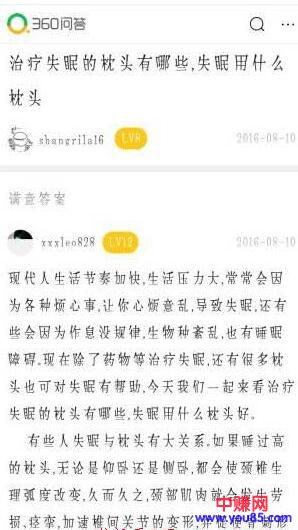 360问答
治疗失眠的枕头有哪些,失眠用什么
枕头
shangrila16 LV8 2016-08-10
满意答案
xxxleo828 LV12 2016-08-10
现代人生活节奏加快,生活压力大,常常会因
为各种烦心事,让你心烦意乱,导致失眠,还有
些会因为作息没规律,生物钟紊乱,也有睡眠
障碍。现在除了药物等治疗失眠,还有很多枕
头也可对失眠有帮助,今天我们一起来看治疗
失眠的枕头有哪些,失眠用什么枕头好。
有些人失眠与枕头有大关系。如果睡过高
的枕头,无论是仰卧还是侧卧,都会使颈椎生
理弧度改变,久而久之,颈部肌肉就会发生劳
损、痉挛,加速椎间关节的变形,并促使骨刺形
中赚网
www.you85.com